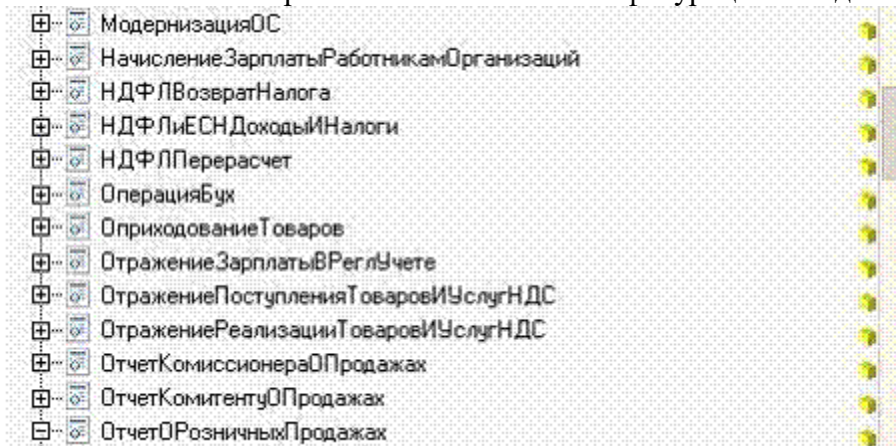 МодернизацияОС
НачислениеЗарплатыРаботникамОрганизаций
НДФЛВозвратНалога
НДФЛиЕСНДоходыИНалоги
НДФЛПерерасчет
ОперацияБух
ОприходованиеТоваров
ОтражениеЗарплатыВРеглУчете
ОтражениеПоступленияТоваровИУслугНДС
ОтражениеРеализацииТоваровИУслугНДС
ОтчетКомиссионераОПродажах
ОтчетКомитентуОПродажах
ОтчетОРозничныхПродажах